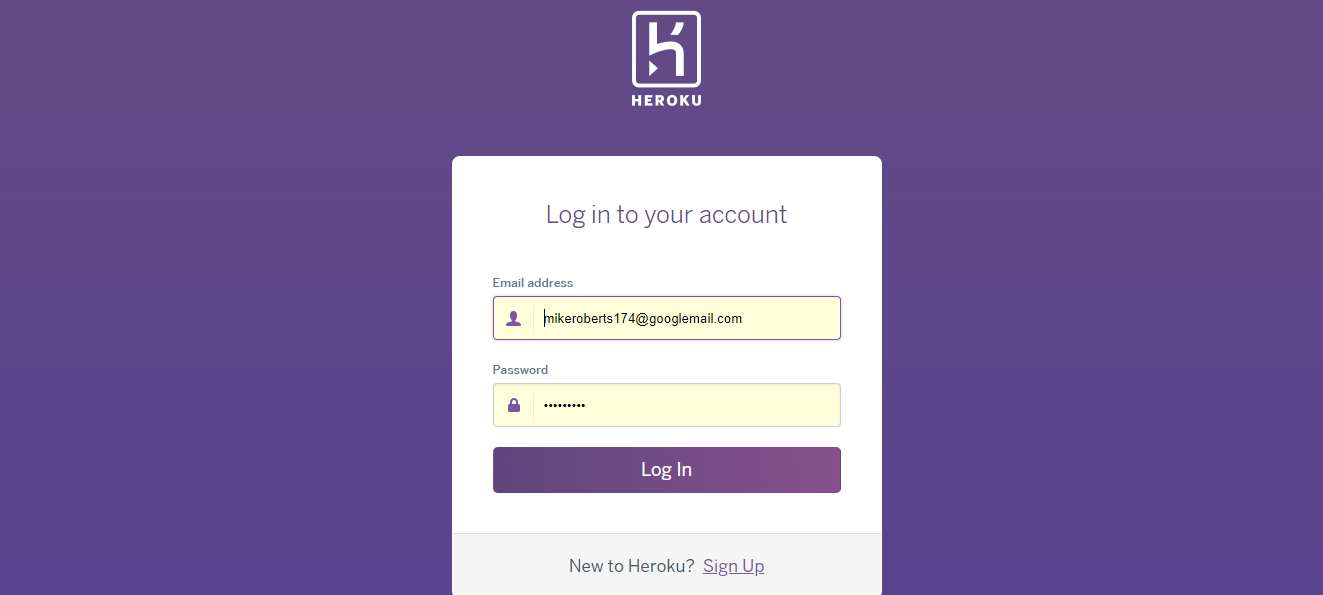 HEROKU
Log in to your account
Email address
mikeroberts174@googlemail.com
Password
•••••••••
Log In
New to Heroku? Sign Up